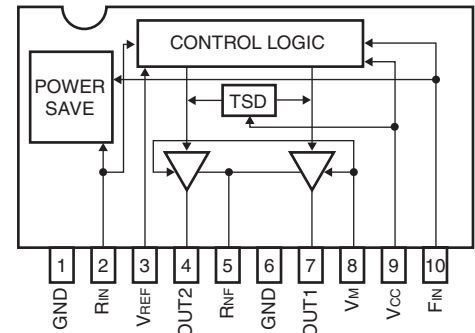 CONTROL LOGIC
POWER
SAVE
TSD
1 2 3 4 5 6 7 8 9 10
GND
RIN
VREF
OUT2
RNF
GND
OUT1
VM
VCC
FIN